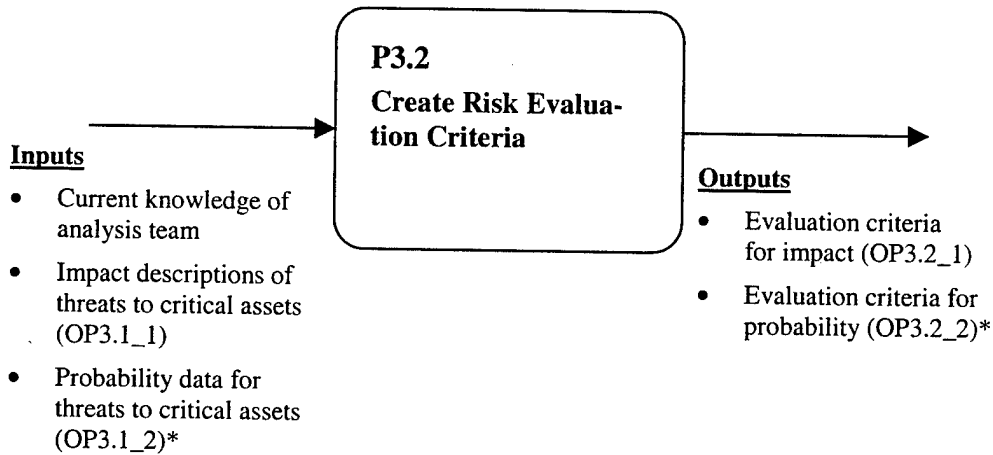 P3.2
Create Risk Evalua-
tion Criteria
Inputs
• Current knowledge of
analysis team
• Impact descriptions of
threats to critical assets
(OP3.1_1)
• Probability data for
threats to critical assets
(OP3.1_2)*
Outputs
• Evaluation criteria
for impact (OP3.2_1)
• Evaluation criteria for
probability (OP3.2_2)*